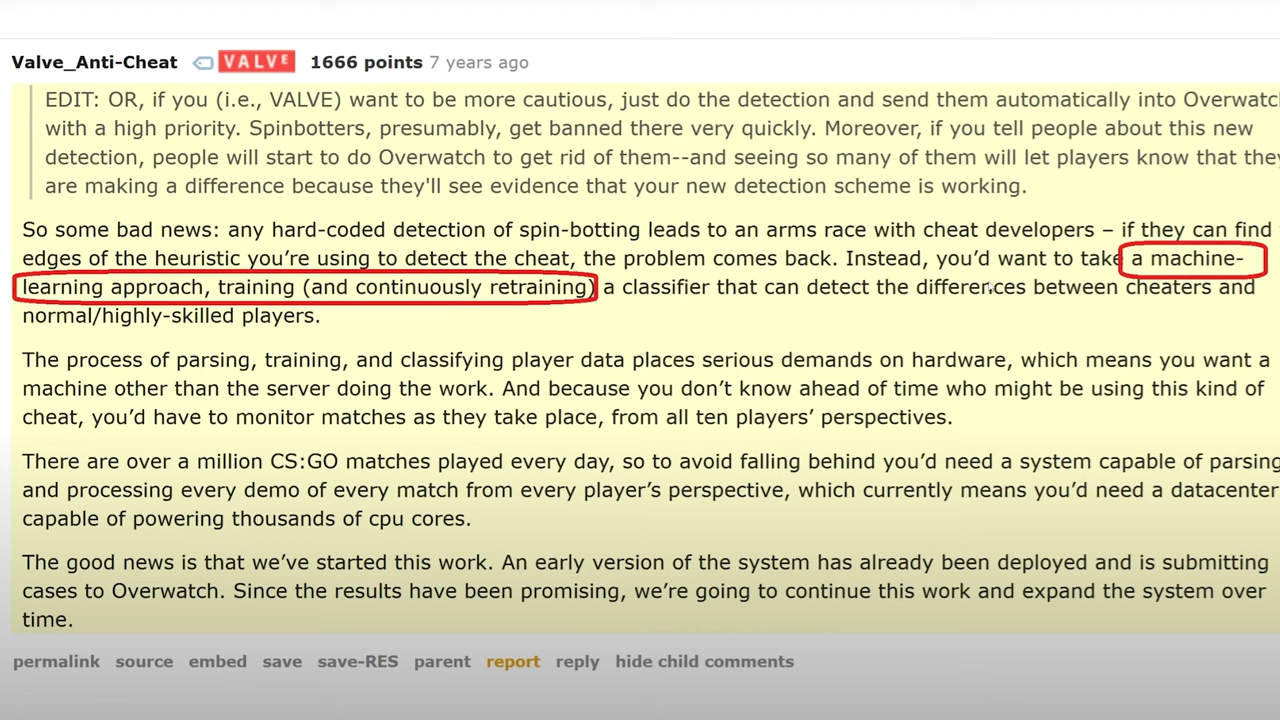 Valve_Anti-Cheat VALVE 1666 points 7 years ago
EDIT: OR, if you (i.e., VALVE) want to be more cautious, just do the detection and send them automatically into Overwatch
with a high priority. Spinbotters, presumably, get banned there very quickly. Moreover, if you tell people about this new
detection, people will start to do Overwatch to get rid of them--and seeing so many of them will let players know that they
are making a difference because they'll see evidence that your new detection scheme is working.
So some bad news: any hard-coded detection of spin-botting leads to an arms race with cheat developers – if they can find
edges of the heuristic you’re using to detect the cheat, the problem comes back. Instead, you’d want to take a machine-
learning approach, training (and continuously retraining) a classifier that can detect the differences between cheaters and
normal/highly-skilled players.
The process of parsing, training, and classifying player data places serious demands on hardware, which means you want a
machine other than the server doing the work. And because you don’t know ahead of time who might be using this kind of
cheat, you’d have to monitor matches as they take place, from all ten players’ perspectives.
There are over a million CS:GO matches played every day, so to avoid falling behind you’d need a system capable of parsing
and processing every demo of every match from every player’s perspective, which currently means you’d need a datacenter
capable of powering thousands of cpu cores.
The good news is that we’ve started this work. An early version of the system has already been deployed and is submitting
cases to Overwatch. Since the results have been promising, we’re going to continue this work and expand the system over
time.
permalink source embed save save-RES parent report reply hide child comments